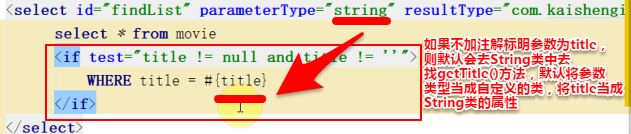 <select id="findList" parameterType="string" resultType="com.kaishengi
select * from movie
<if test="title != null and title != ''">
WHERE title = #{title}
</if>
</select>
如果不加注解标明参数为title，
则默认会去String类中去
找getTitle()方法，默认将参数
类型当成自定义的类，将title当成
String类的属性